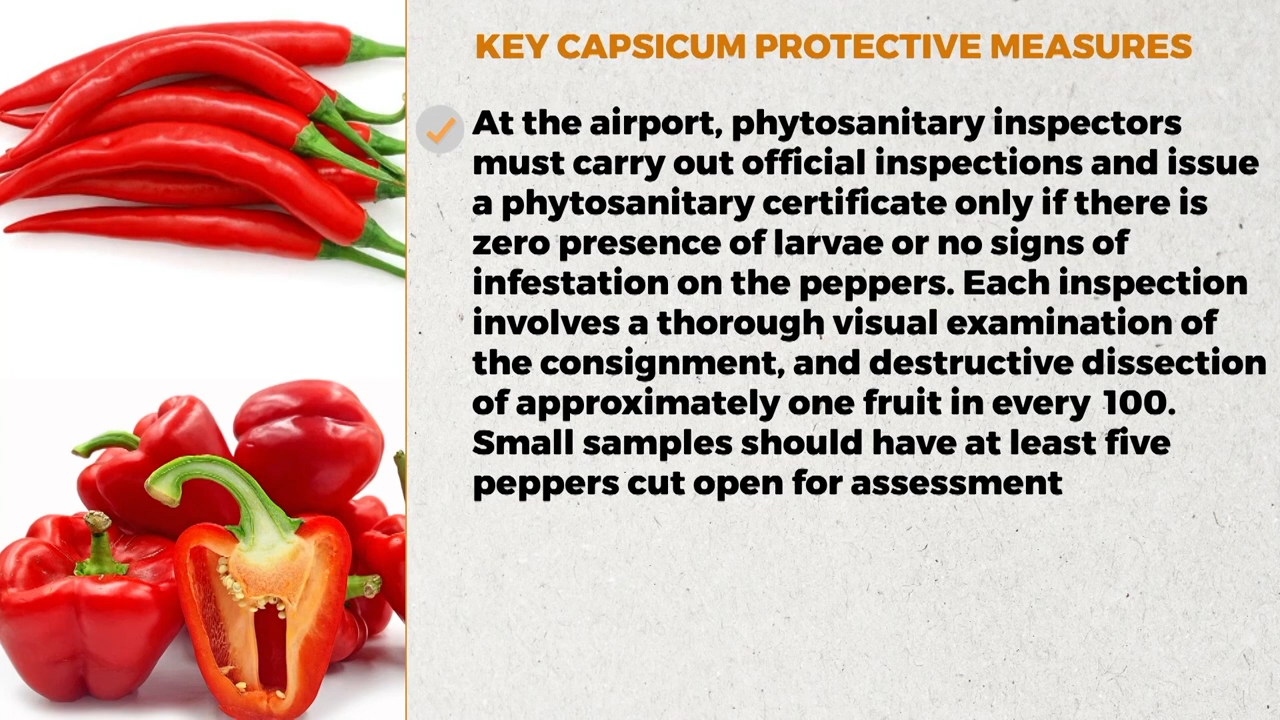 KEY CAPSICUM PROTECTIVE MEASURES
At the airport, phytosanitary inspectors
must carry out official inspections and issue
a phytosanitary certificate only if there is
zero presence of larvae or no signs of
infestation on the peppers. Each inspection
involves a thorough visual examination of
the consignment, and destructive dissection
of approximately one fruit in every 100.
Small samples should have at least five
peppers cut open for assessment